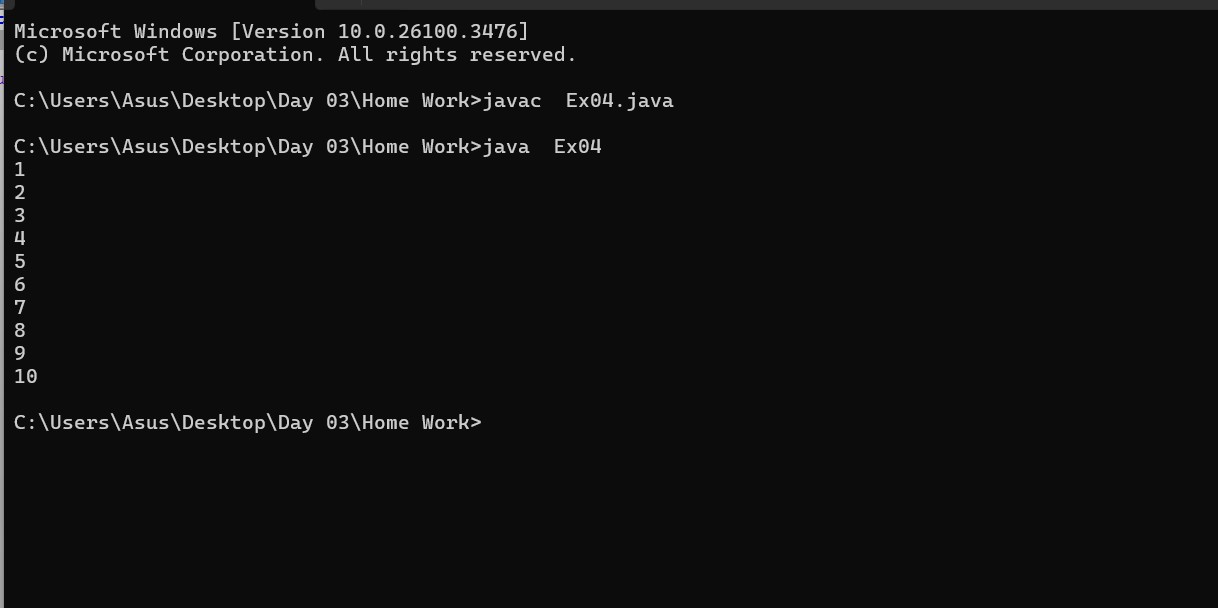 Microsoft Windows [Version 10.0.26100.3476]
(c) Microsoft Corporation. All rights reserved.
C:\Users\Asus\Desktop\Day 03\Home Work>javac  Ex04.java
C:\Users\Asus\Desktop\Day 03\Home Work>java  Ex04
1
2
3
4
5
6
7
8
9
10
C:\Users\Asus\Desktop\Day 03\Home Work>